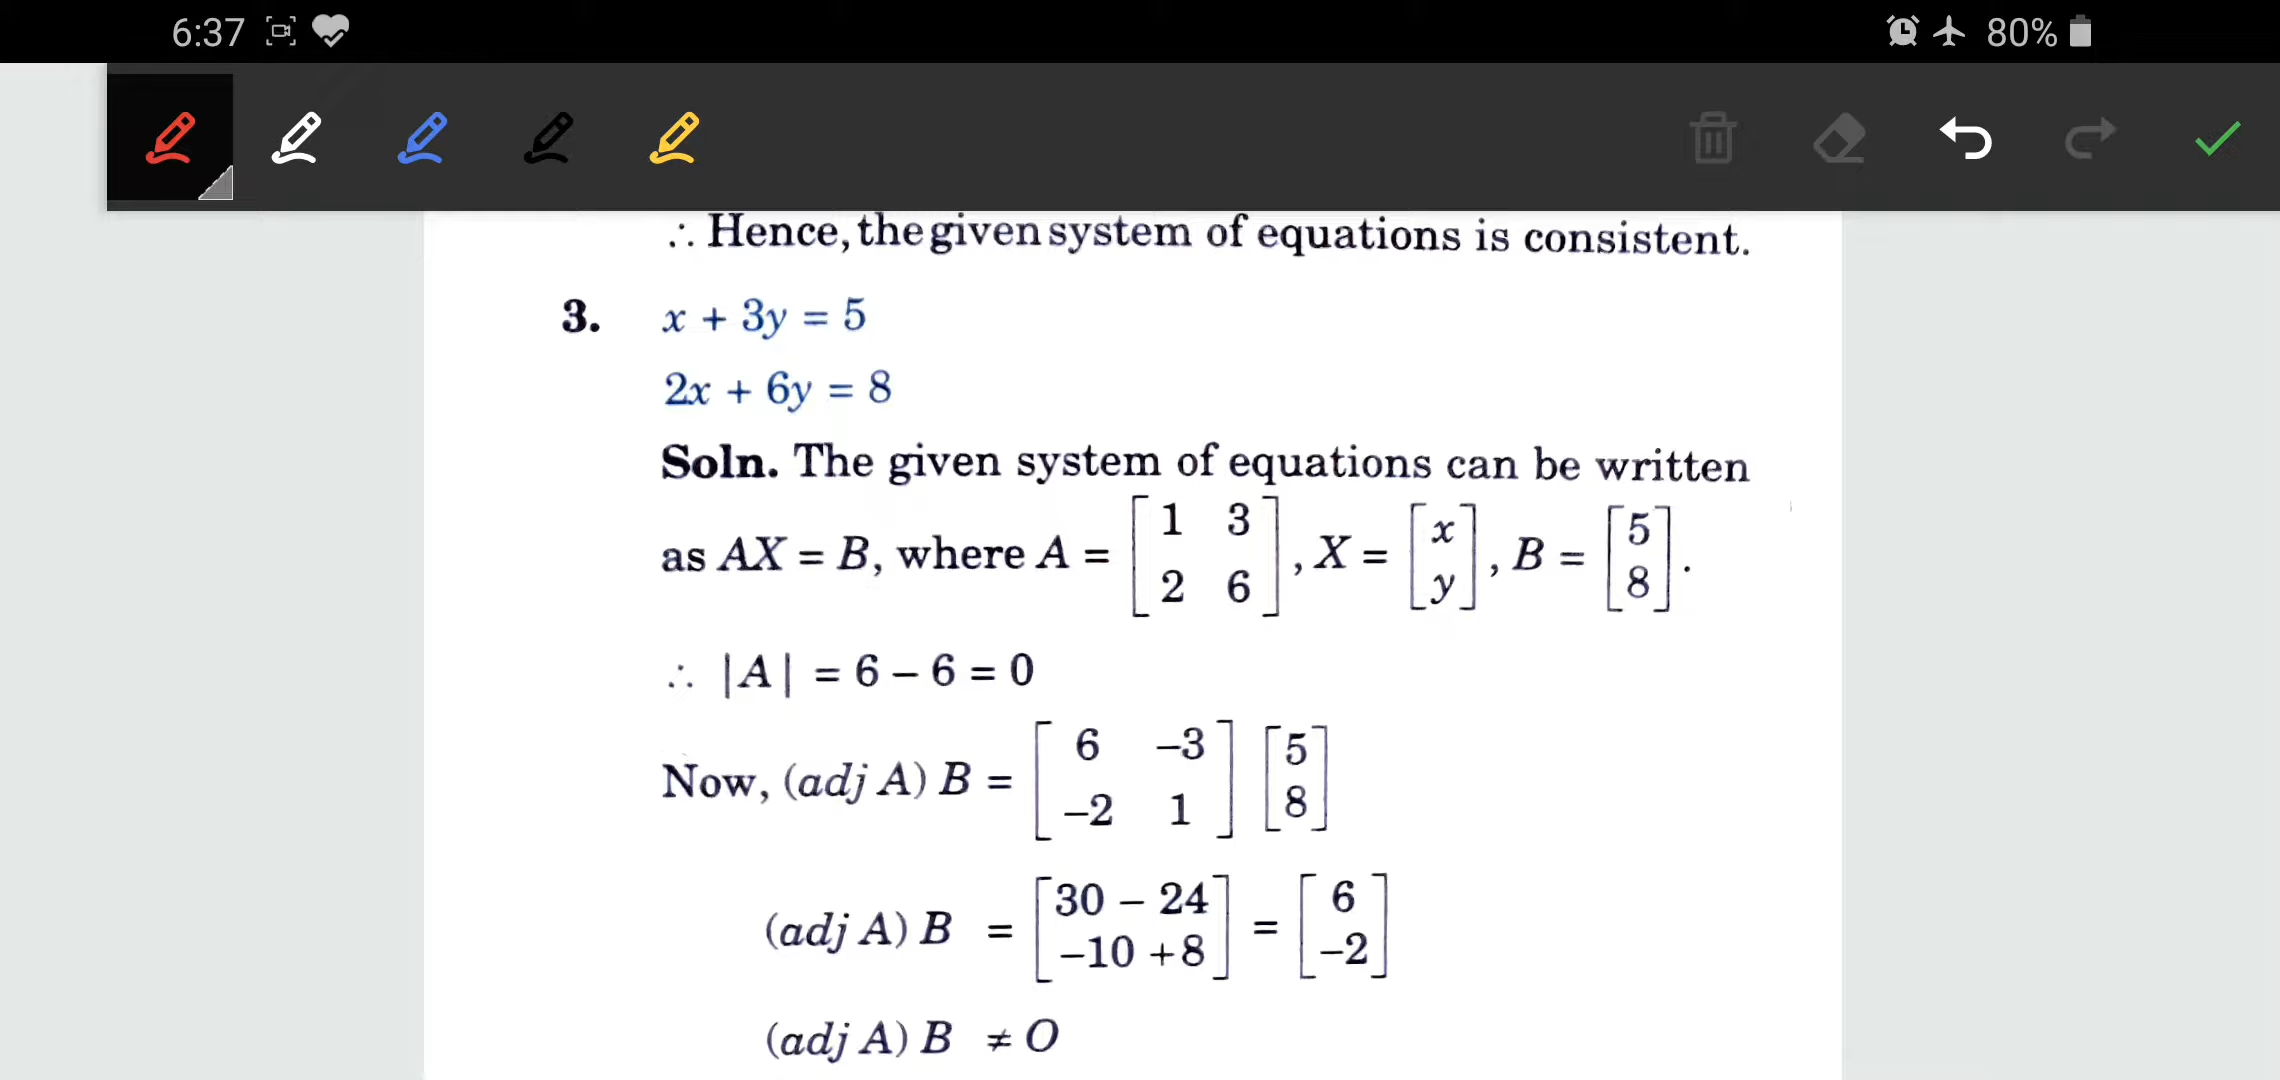 6:37 80%
∴ Hence, the given system of equations is consistent.
3. x + 3y = 5
2x + 6y = 8
Soln. The given system of equations can be written
as AX = B, where A = [1 3; 2 6], X = [x; y], B = [5; 8].
∴ |A| = 6 – 6 = 0
Now, (adj A) B = [6 –3; –2 1] [5; 8]
(adj A) B = [30 – 24; –10 + 8] = [6; –2]
(adj A) B ≠ O